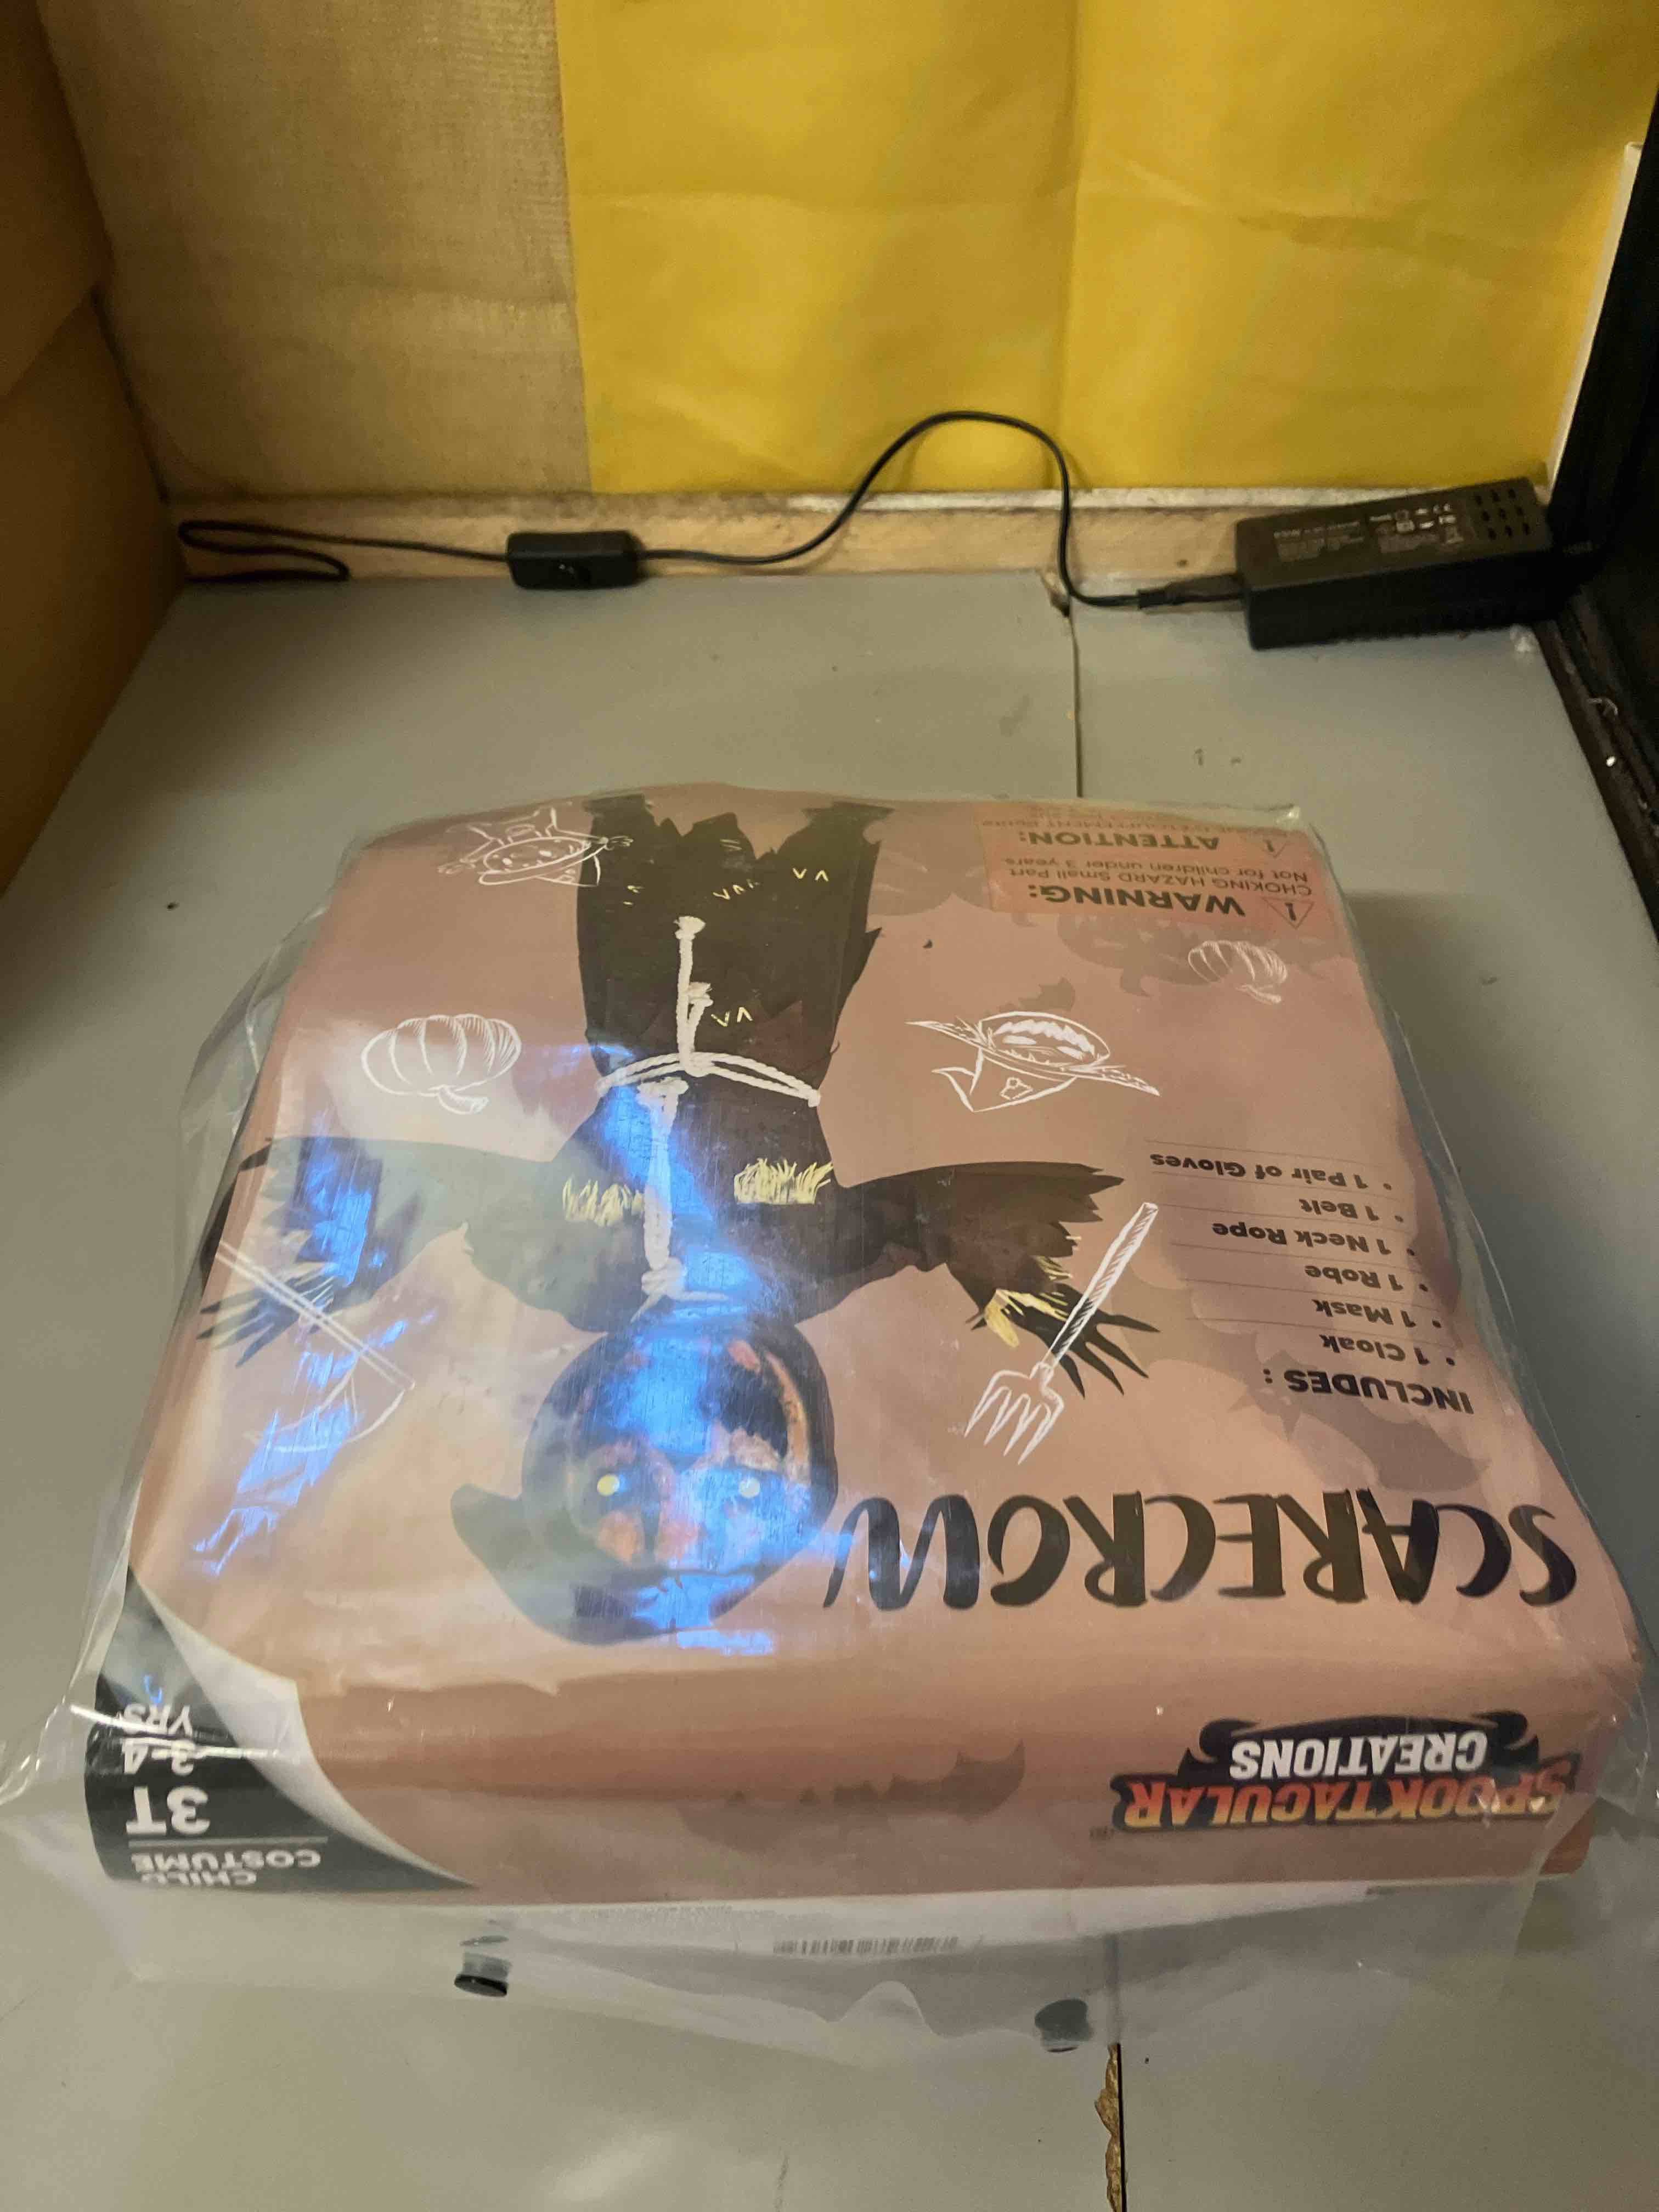 SPOOKTACULAR
CREATIONS
CHILD
COSTUME
3T
3-4
YRS
SCARECROW
INCLUDES :
• 1 Cloak
• 1 Mask
• 1 Robe
• 1 Neck Rope
• 1 Belt
• 1 Pair of Gloves
WARNING:
CHOKING HAZARD Small Part
Not for children under 3 years
ATTENTION: